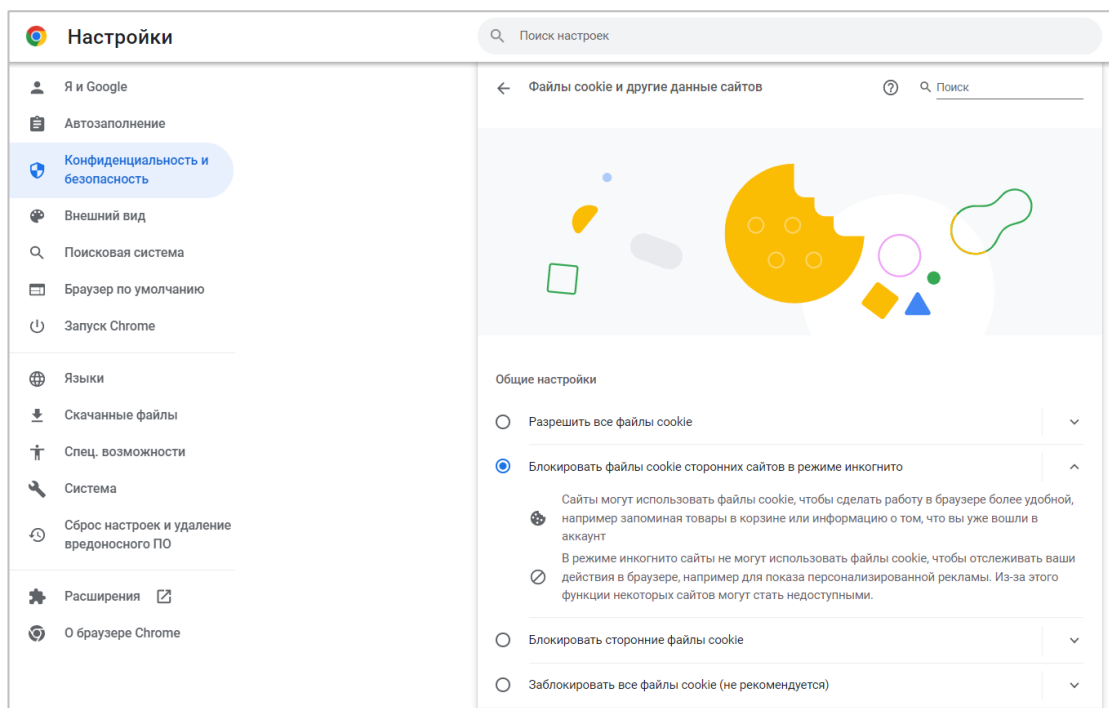 Настройки
Поиск настроек
Я и Google
Автозаполнение
Конфиденциальность и
безопасность
Внешний вид
Поисковая система
Браузер по умолчанию
Запуск Chrome
Языки
Скачанные файлы
Спец. возможности
Система
Сброс настроек и удаление
вредоносного ПО
Расширения
О браузере Chrome
Файлы cookie и другие данные сайтов
Поиск
Общие настройки
Разрешить все файлы cookie
Блокировать файлы cookie сторонних сайтов в режиме инкогнито
Сайты могут использовать файлы cookie, чтобы сделать работу в браузере более удобной,
например запоминая товары в корзине или информацию о том, что вы уже вошли в
аккаунт
В режиме инкогнито сайты не могут использовать файлы cookie, чтобы отслеживать ваши
действия в браузере, например для показа персонализированной рекламы. Из-за этого
функции некоторых сайтов могут стать недоступными.
Блокировать сторонние файлы cookie
Заблокировать все файлы cookie (не рекомендуется)